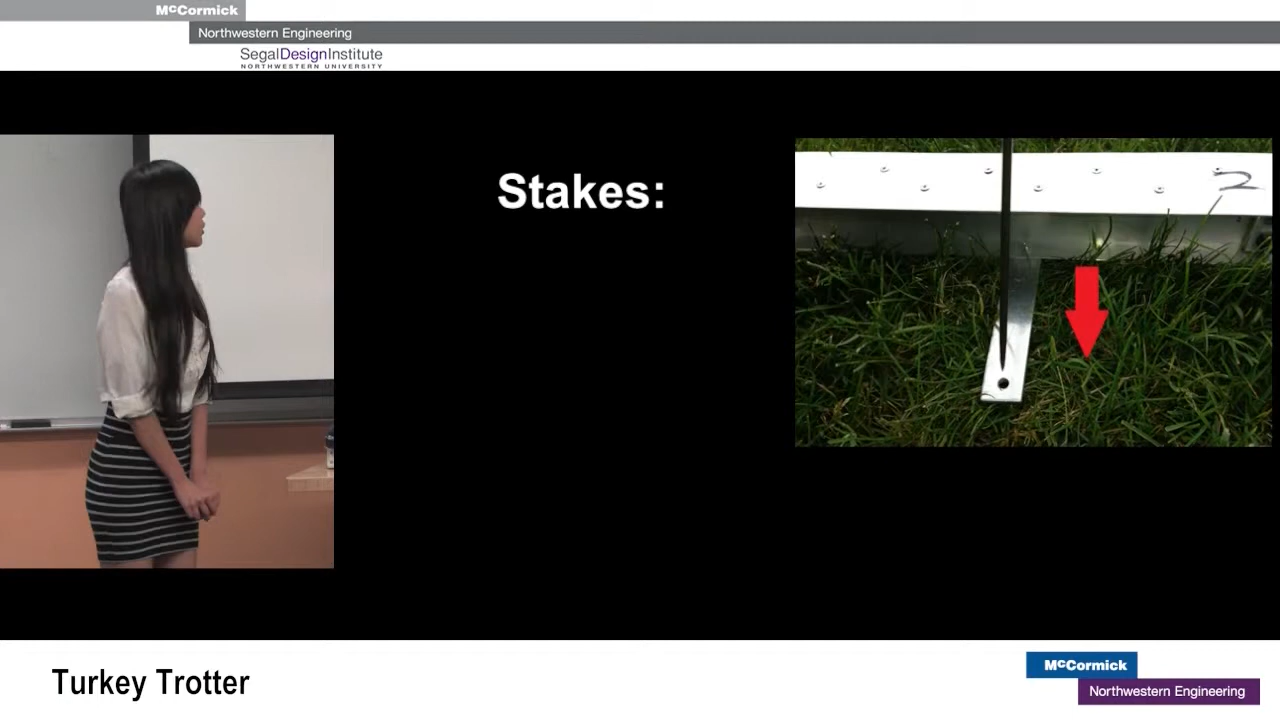 McCormick
Northwestern Engineering
SegalDesignInstitute
NORTHWESTERN UNIVERSITY
Stakes:
2
Turkey Trotter
McCormick
Northwestern Engineering